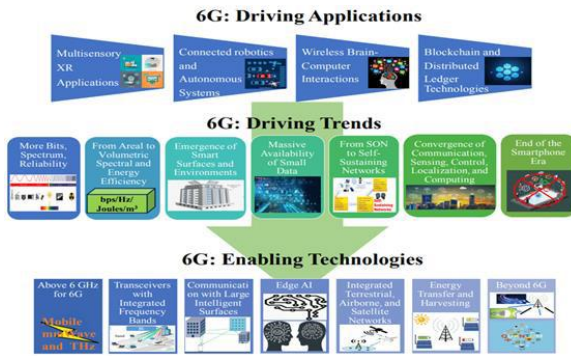 6G: Driving Applications
Multisensory
XR
Applications
Connected robotics
and
Autonomous
Systems
Wireless Brain-
Computer
Interactions
Blockchain and
Distributed
Ledger
Technologies
6G: Driving Trends
More Bits,
Spectrum,
Reliability
From Areal to
Volumetric
Spectral and
Energy
Efficiency
bps/Hz/
Joules/m³
Emergence of
Smart
Surfaces and
Environments
Massive
Availability of
Small
Data
From SON to
Self-
Sustaining
Networks
Convergence of
Communication,
Sensing, Control,
Localization, and
Computing
End of the
Smartphone
Era
6G: Enabling Technologies
Above 6 GHz
for 6G
Mobile
mmWave
and THz
Transceivers
with
Integrated
Frequency
Bands
Communicati
on with Large
Intelligent
Surfaces
Edge AI
Integrated
Terrestrial,
Airborne, and
Satellite
Networks
Energy
Transfer and
Harvesting
Beyond 6G